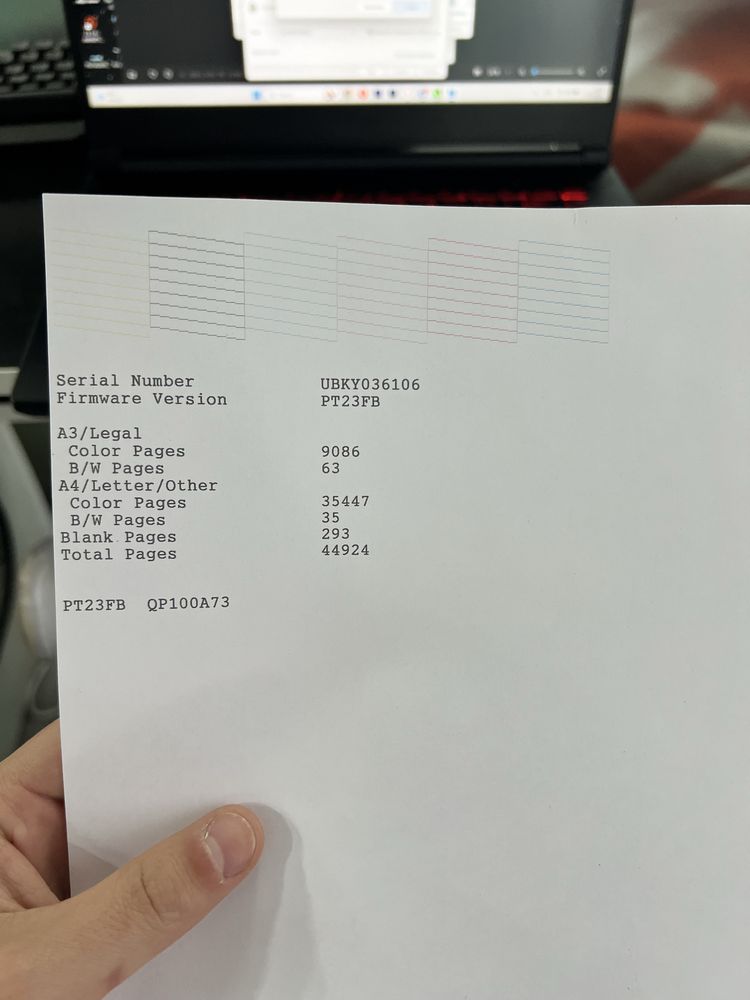 Serial Number UBKY036106
Firmware Version PT23FB
A3/Legal
Color Pages 9086
B/W Pages 63
A4/Letter/Other
Color Pages 35447
B/W Pages 35
Blank Pages 293
Total Pages 44924
PT23FB QP100A73